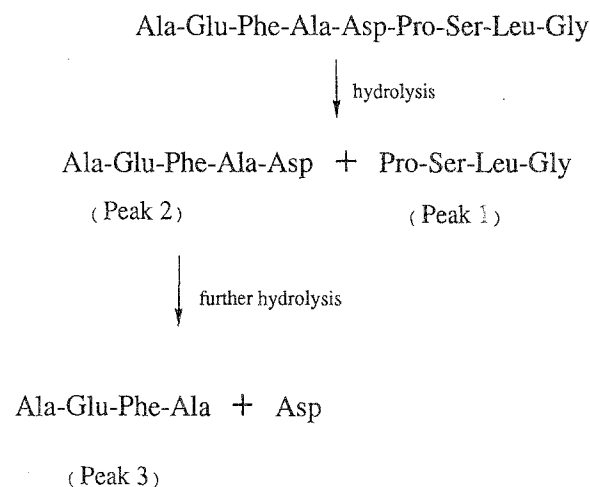 Ala-Glu-Phe-Ala-Asp-Pro-Ser-Leu-Gly
hydrolysis
Ala-Glu-Phe-Ala-Asp + Pro-Ser-Leu-Gly
(Peak 2) (Peak 1)
further hydrolysis
Ala-Glu-Phe-Ala + Asp
(Peak 3)